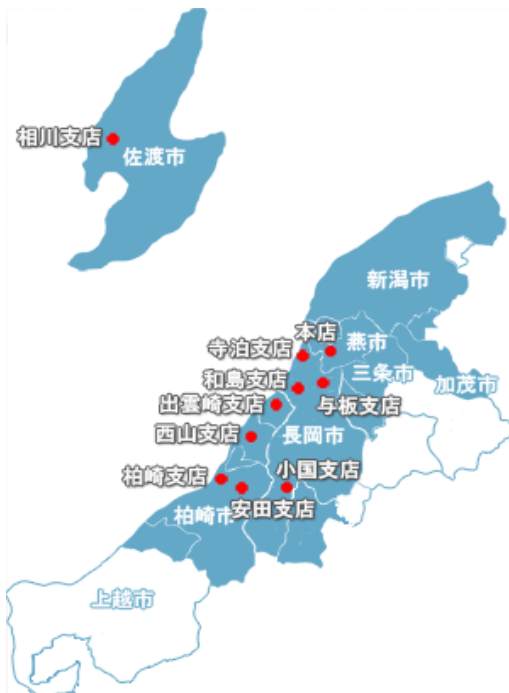 相川支店
佐渡市
新潟市
本店
燕市
寺泊支店
三条市
和島支店
加茂市
出雲崎支店
与板支店
西山支店
長岡市
小国支店
柏崎支店
安田支店
柏崎市
上越市